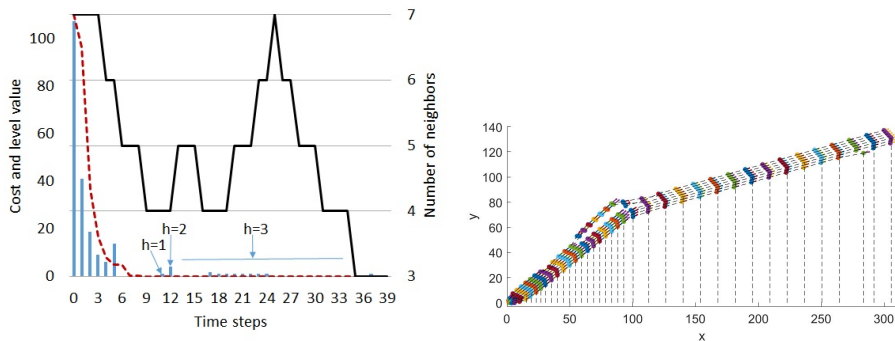 100
80
60
40
20
0
Cost and level value
h=1
h=2
h=3
7
6
5
4
3
Number of neighbors
0 3 6 9 12 15 18 21 24 27 30 33 36 39
Time steps
140
120
100
80
60
40
20
0
y
0 50 100 150 200 250 300
x